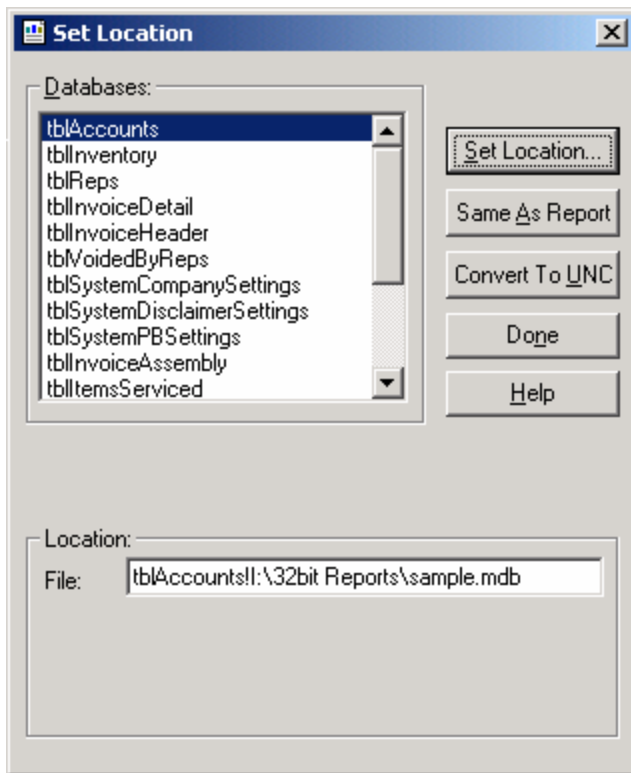 Set Location
Databases:
tblAccounts
tblInventory
tblReps
tblInvoiceDetail
tblInvoiceHeader
tblVoidedByReps
tblSystemCompanySettings
tblSystemDisclaimerSettings
tblSystemPBSettings
tblInvoiceAssembly
tblItemsServiced
Set Location...
Same As Report
Convert To UNC
Done
Help
Location:
File: tblAccounts!I:\32bit Reports\sample.mdb